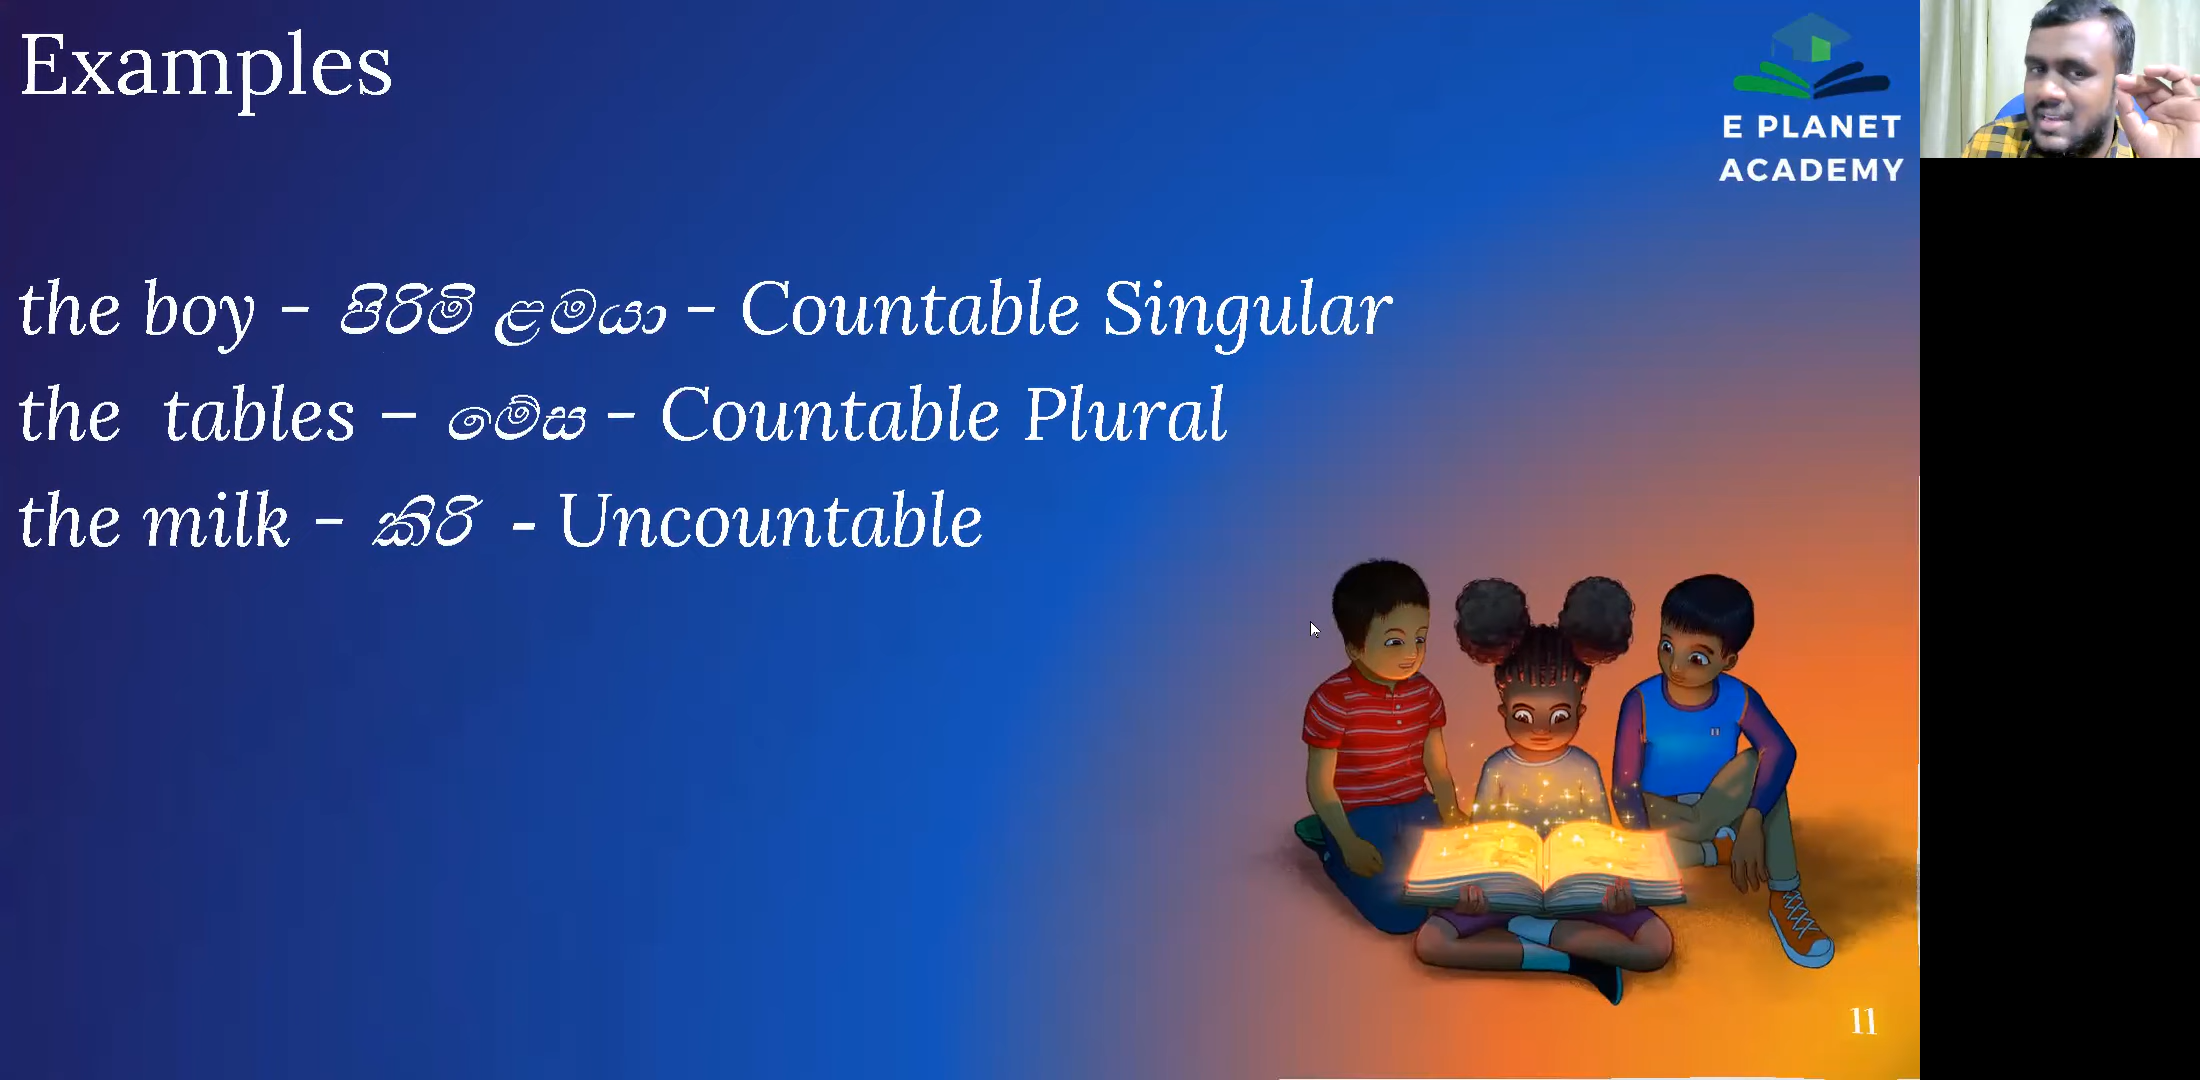 Examples
E PLANET
ACADEMY
the boy – පිරිමි ළමයා – Countable Singular
the tables – මේස – Countable Plural
the milk – කිරි - Uncountable
11